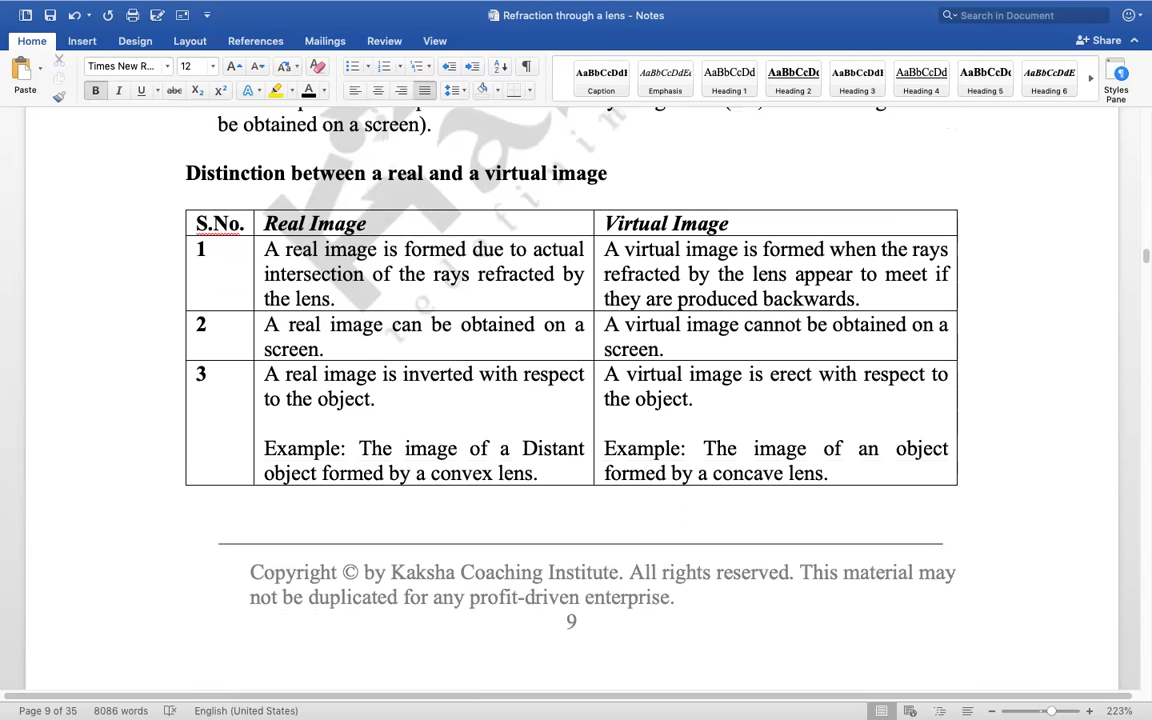 Refraction through a lens - Notes
Search in Document
Home Insert Design Layout References Mailings Review View
Share
Paste
Times New R... 12
AaBbCcDdI AaBbCcDdEe AaBbCcDd AaBbCcDc AaBbCcDdI AaBbCcDd AaBbCcDc AaBbCcDdE
Caption Emphasis Heading 1 Heading 2 Heading 3 Heading 4 Heading 5 Heading 6
Styles
Pane
be obtained on a screen).
Distinction between a real and a virtual image
S.No. Real Image Virtual Image
1 A real image is formed due to actual A virtual image is formed when the rays
intersection of the rays refracted by refracted by the lens appear to meet if
the lens. they are produced backwards.
2 A real image can be obtained on a A virtual image cannot be obtained on a
screen. screen.
3 A real image is inverted with respect A virtual image is erect with respect to
to the object. the object.
Example: The image of a Distant Example: The image of an object
object formed by a convex lens. formed by a concave lens.
Copyright © by Kaksha Coaching Institute. All rights reserved. This material may
not be duplicated for any profit-driven enterprise.
9
Page 9 of 35 8086 words English (United States) 223%